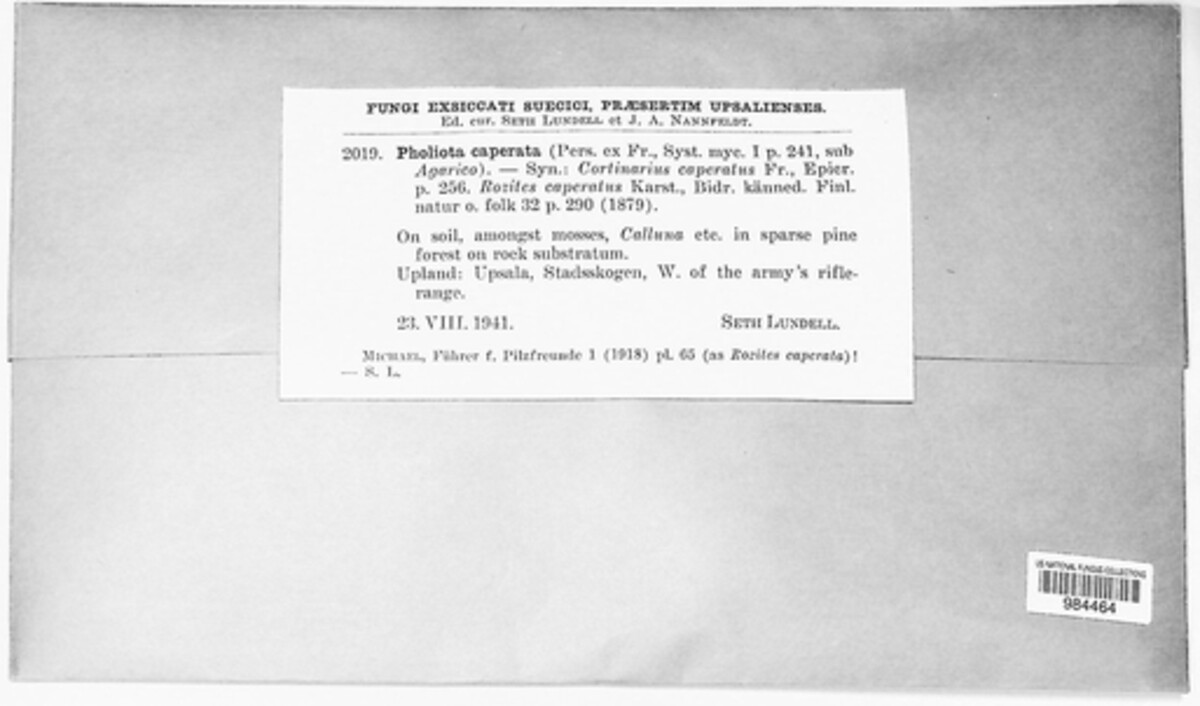 FUNGI EXSICCATI SUECICI, PRÆSERTIM UPSALIENSES.
Ed. cur. SETH LUNDELL et J. A. NANNFELDT.
2019. Pholiota caperata (Pers. ex Fr., Syst. myc. I p. 241, sub
Agarico). — Syn.: Cortinarius caperatus Fr., Epicr.
p. 256. Rozites caperatus Karst., Bidr. känned. Finl.
natur o. folk 32 p. 290 (1879).
On soil, amongst mosses, Calluna etc. in sparse pine
forest on rock substratum.
Upland: Upsala, Stadsskogen, W. of the army's rifle-
range.
23. VIII. 1941. SETH LUNDELL.
MICHAEL, Führer f. Pilzfreunde 1 (1918) pl. 65 (as Rozites caperata)!
— S. L.
US NATIONAL FUNGUS COLLECTIONS
984464